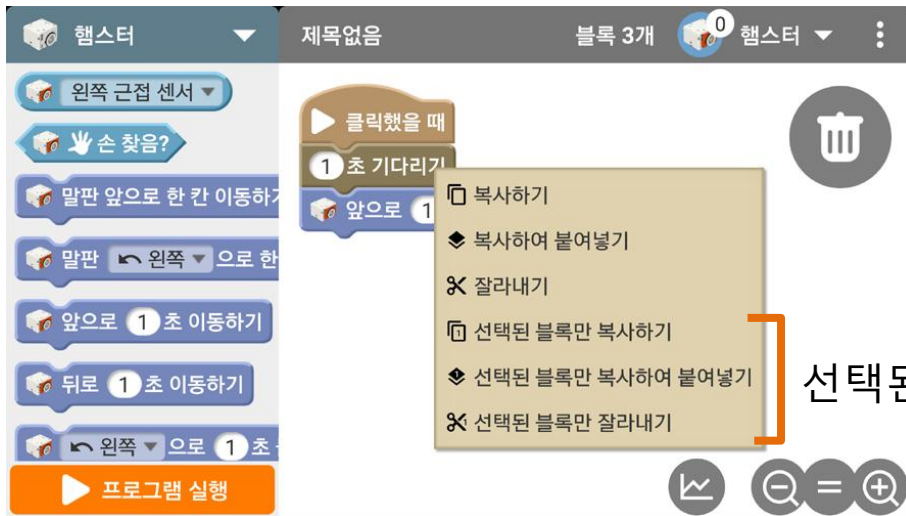 햄스터
제목없음
블록 3개
0
햄스터
왼쪽 근접 센서
손 찾음?
말판 앞으로 한 칸 이동하기
말판 왼쪽 으로 한
앞으로 1 초 이동하기
뒤로 1 초 이동하기
왼쪽 으로 1 초
프로그램 실행
클릭했을 때
1 초 기다리기
앞으로 1
복사하기
복사하여 붙여넣기
잘라내기
선택된 블록만 복사하기
선택된 블록만 복사하여 붙여넣기
선택된 블록만 잘라내기
선택된